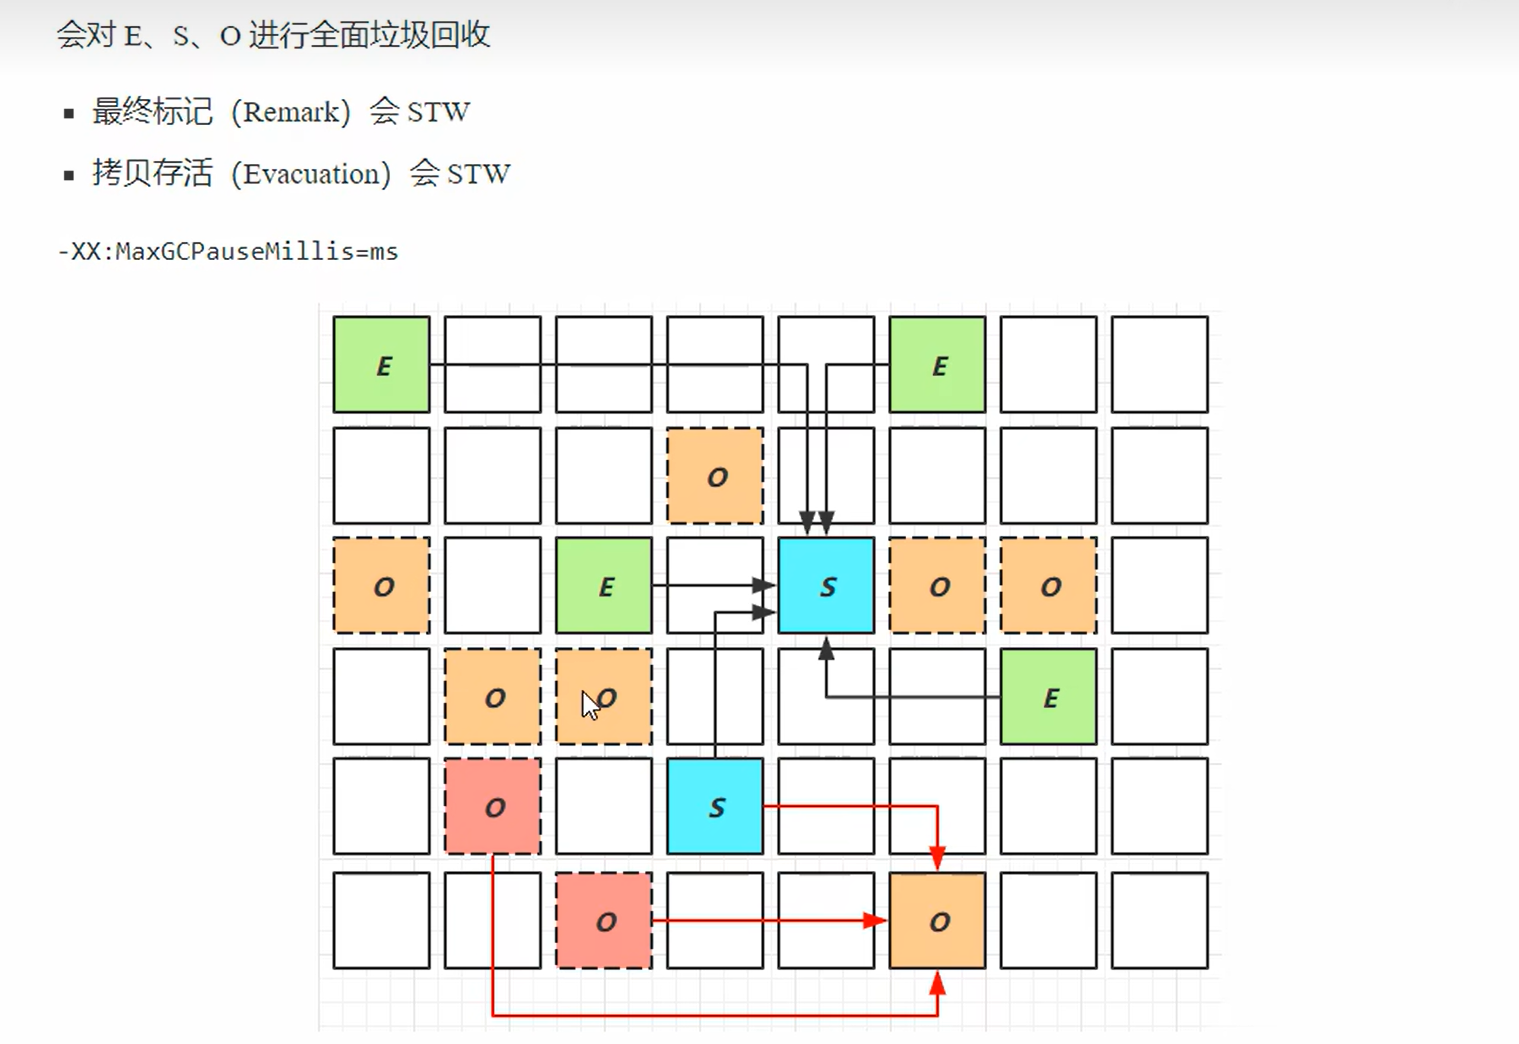 会对 E、S、O 进行全面垃圾回收
▪ 最终标记（Remark）会 STW
▪ 拷贝存活（Evacuation）会 STW
-XX:MaxGCPauseMillis=ms
E E
O
O E S O O
O O E
O S
O O